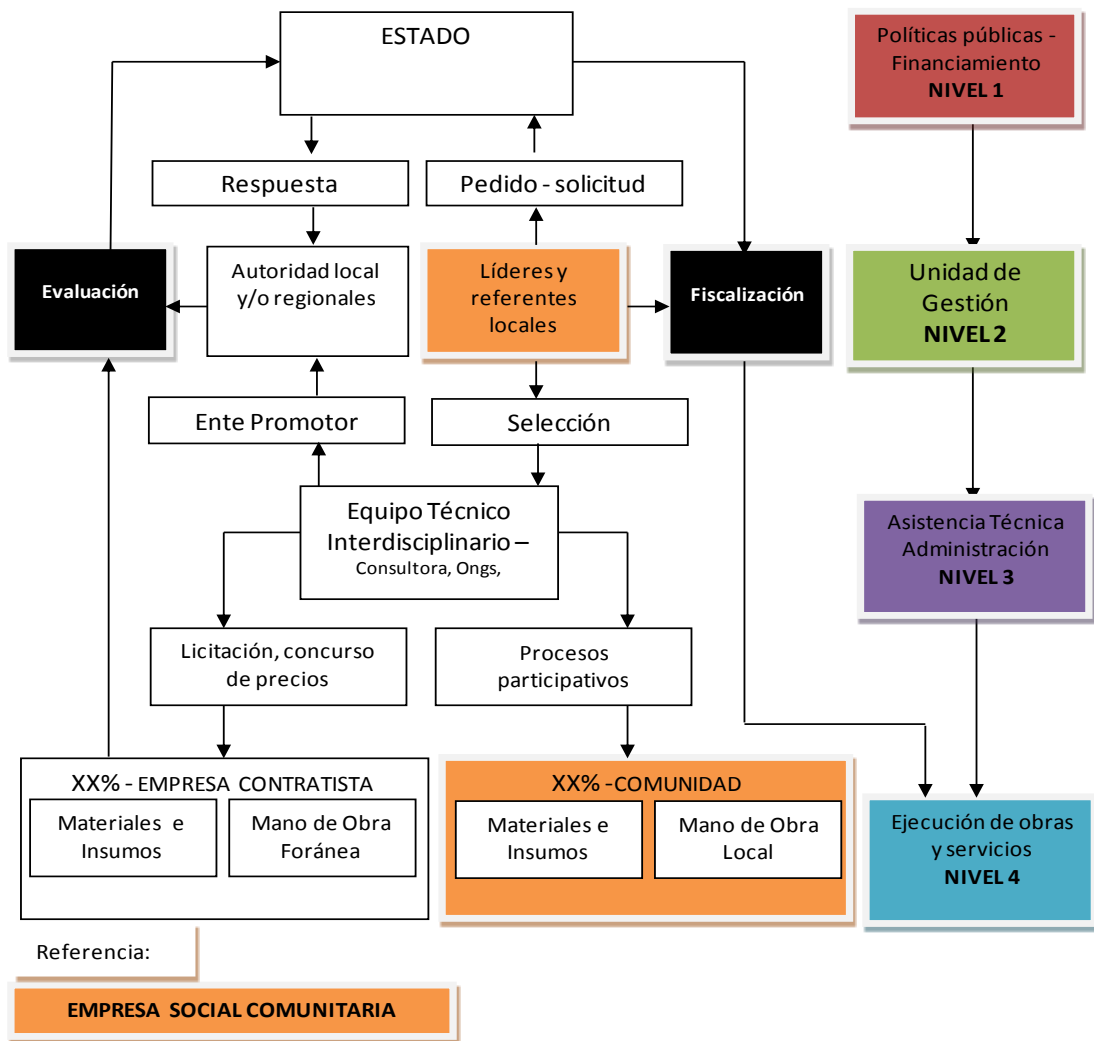 ESTADO
Políticas públicas -
Financiamiento
NIVEL 1
Respuesta
Pedido - solicitud
Evaluación
Autoridad local
y/o regionales
Líderes y
referentes
locales
Fiscalización
Unidad de
Gestión
NIVEL 2
Ente Promotor
Selección
Equipo Técnico
Interdisciplinario –
Consultora, Ongs,
Asistencia Técnica
Administración
NIVEL 3
Licitación, concurso
de precios
Procesos
participativos
XX% - EMPRESA CONTRATISTA
Materiales e
Insumos
Mano de Obra
Foránea
XX% -COMUNIDAD
Materiales e
Insumos
Mano de Obra
Local
Ejecución de obras
y servicios
NIVEL 4
Referencia:
EMPRESA SOCIAL COMUNITARIA